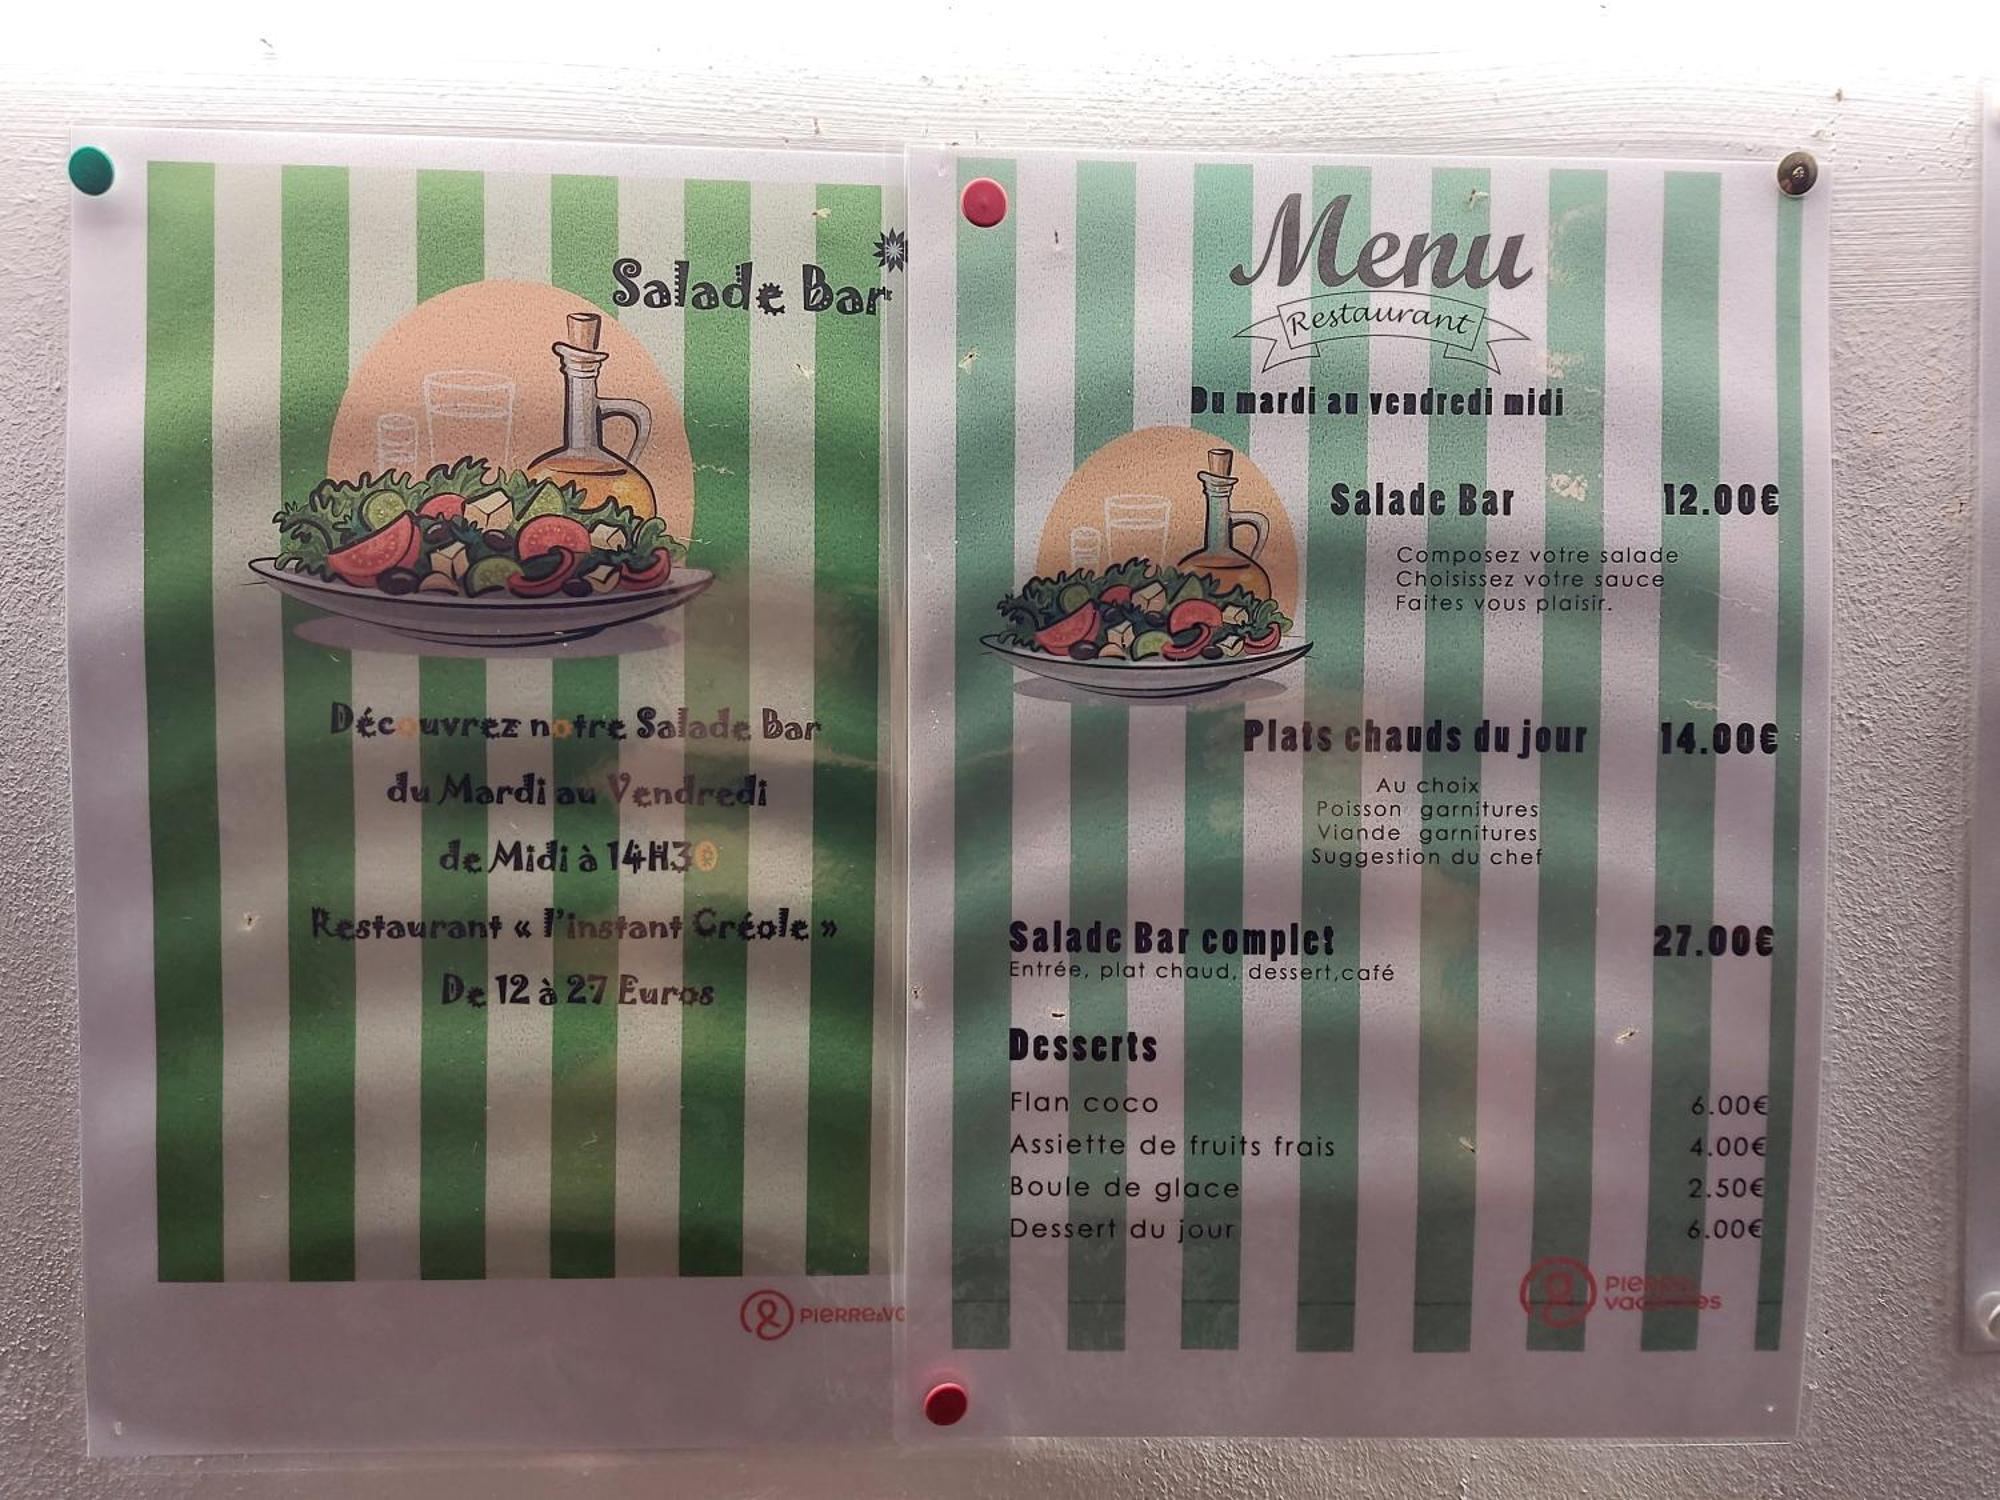 Salade Bar
Découvrez notre Salade Bar
du Mardi au Vendredi
de Midi à 14H30
Restaurant « l'instant Créole »
De 12 à 27 Euros
PIERRE&VC
Menu
Restaurant
Du mardi au vendredi midi
Salade Bar 12.00€
Composez votre salade
Choisissez votre sauce
Faites vous plaisir.
Plats chauds du jour 14.00€
Au choix
Poisson garnitures
Viande garnitures
Suggestion du chef
Salade Bar complet 27.00€
Entrée, plat chaud, dessert,café
Desserts
Flan coco 6.00€
Assiette de fruits frais 4.00€
Boule de glace 2.50€
Dessert du jour 6.00€